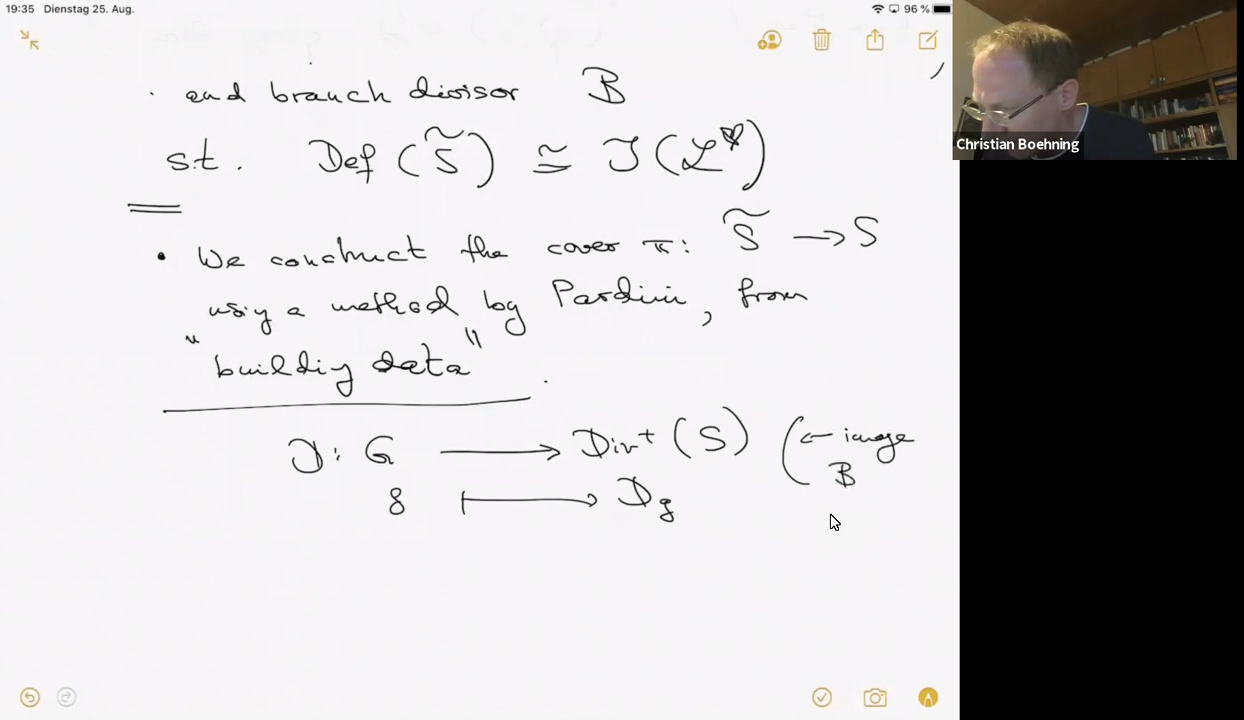 19:35 Dienstag 25. Aug. 96 %
· and branch divisor B
s.t. Def (S̃) ≅ J (ℒ^♡)
• We construct the cover π: S̃ → S
using a method by Pardini, from
"building data".
D: G → Div⁺ (S) (← image
B
g ↦ D_g
Christian Boehning